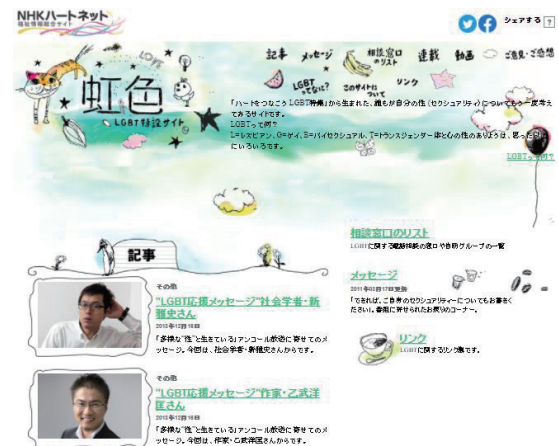 NHKハートネット
福祉情報総合サイト
シェアする ?
記事 メッセージ 相談窓口のリスト 連載 動画 ご意見・ご感想
LGBTってなに? このサイトについて リンク
LOVE
虹色
LGBT特設サイト
「ハートをつなごうLGBT特集」から生まれた、誰もが自分の性(セクシュアリティ)についてもう一度考え
てみるサイトです。
LGBTって何?
L=レズビアン、G=ゲイ、B=バイセクシュアル、T=トランスジェンダー 体と心の性のありようは、思った以上
にいろいろです。
LGBTって何?
記事
その他
"LGBT応援メッセージ"社会学者・新
雅史さん
「多様な"性"と生きている」アンコール放送に寄せてのメ
ッセージ。今回は、社会学者・新雅史さんからです。
その他
"LGBT応援メッセージ"作家・乙武洋
匡さん
「多様な"性"と生きている」アンコール放送に寄せてのメ
ッセージ。今回は、作家・乙武洋匡さんからです。
相談窓口のリスト
LGBTに関する電話相談の窓口や自助グループの一覧
メッセージ
「できれば、ご自身のセクシュアリティーについてもお書きく
ださい」。番組に寄せられたお便りのコーナー。
リンク
LGBTに関するリンク集です。